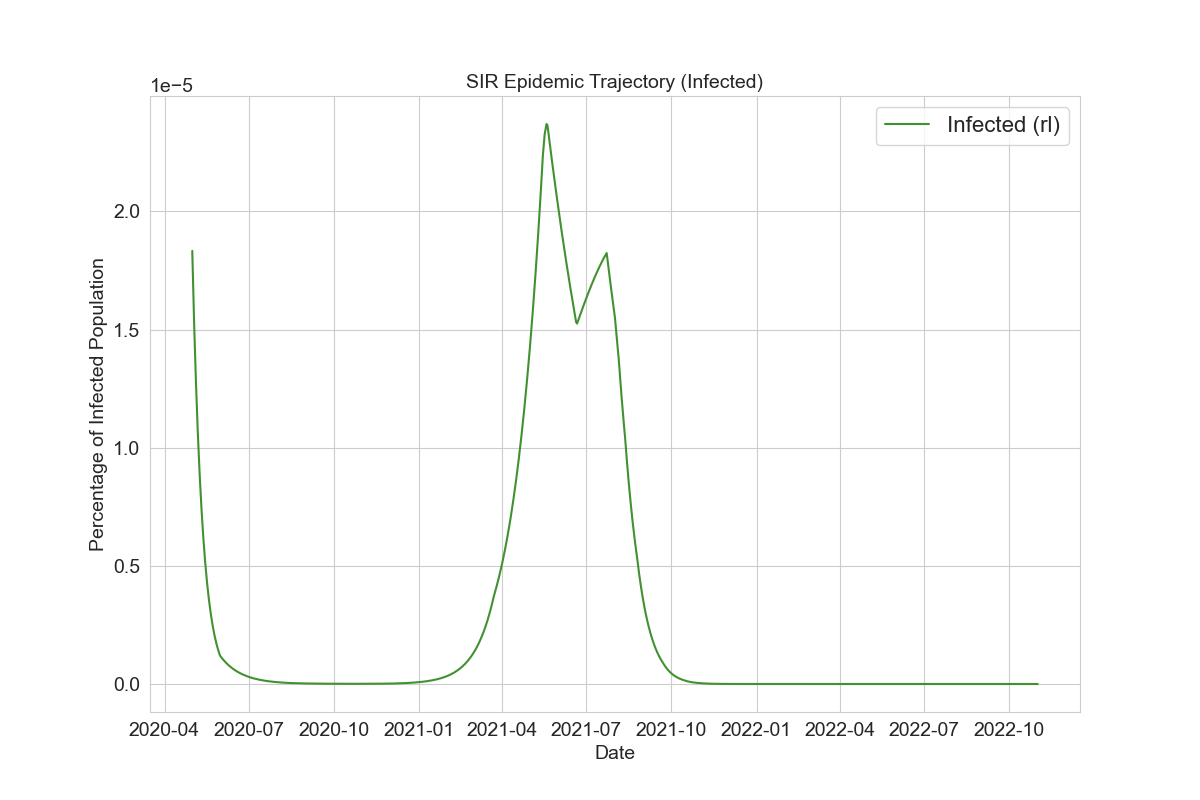 SIR Epidemic Trajectory (Infected)
1e−5
Infected (rl)
Percentage of Infected Population
2.0
1.5
1.0
0.5
0.0
2020-04 2020-07 2020-10 2021-01 2021-04 2021-07 2021-10 2022-01 2022-04 2022-07 2022-10
Date